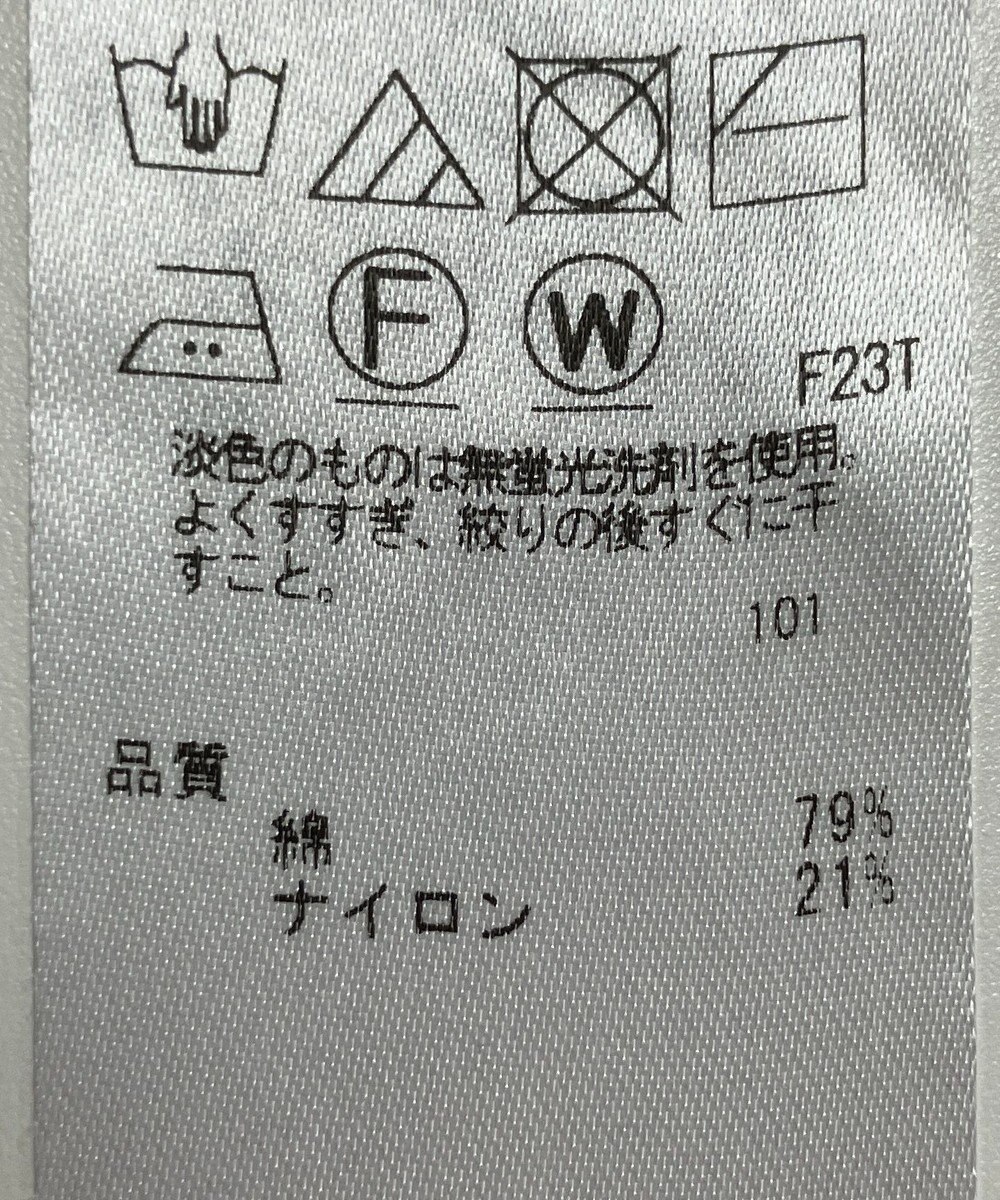 F W
F23T
淡色のものは無蛍光洗剤を使用。
よくすすぎ、絞りの後すぐに干
すこと。
101
品質
綿 79%
ナイロン 21%